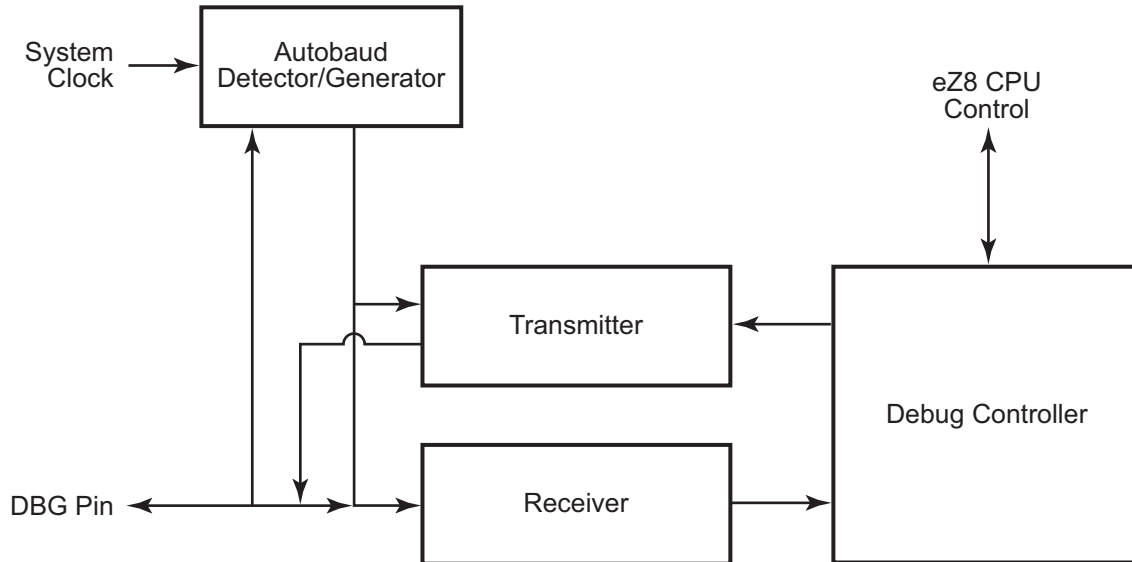 System
Clock
Autobaud
Detector/Generator
eZ8 CPU
Control
Transmitter
Debug Controller
DBG Pin
Receiver